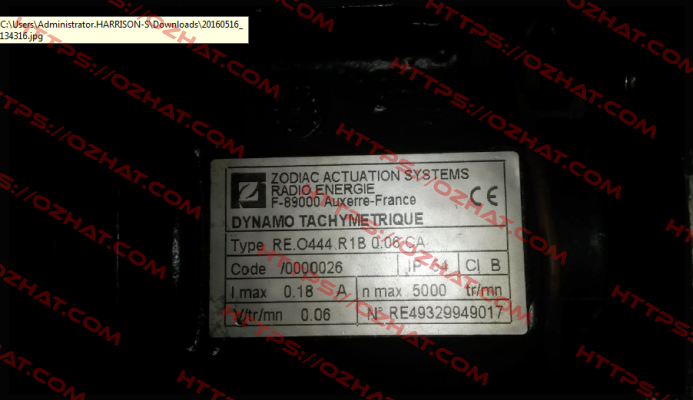 C:\Users\Administrator.HARRISON-S\Downloads\20160516_
134316.jpg
HTTPS://OZHAT.COM
ZODIAC ACTUATION SYSTEMS
RADIO ENERGIE
F-89000 Auxerre-France
CE
DYNAMO TACHYMETRIQUE
Type RE.O444 R1B 0.06 CA
Code /0000026 IP Cl B
I max 0.18 A n max 5000 tr/mn
V/tr/mn 0.06 N° RE49329949017